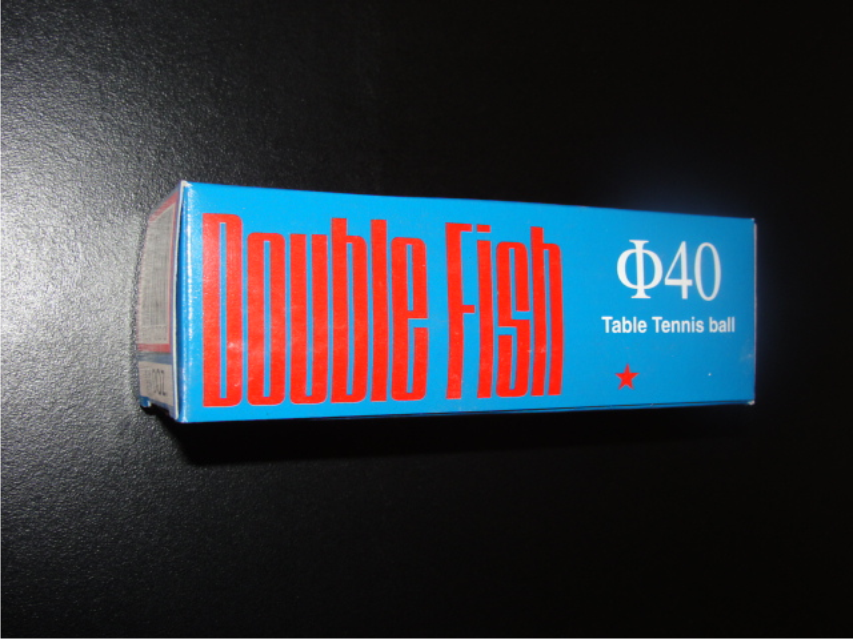 Double Fish
Φ40
Table Tennis ball